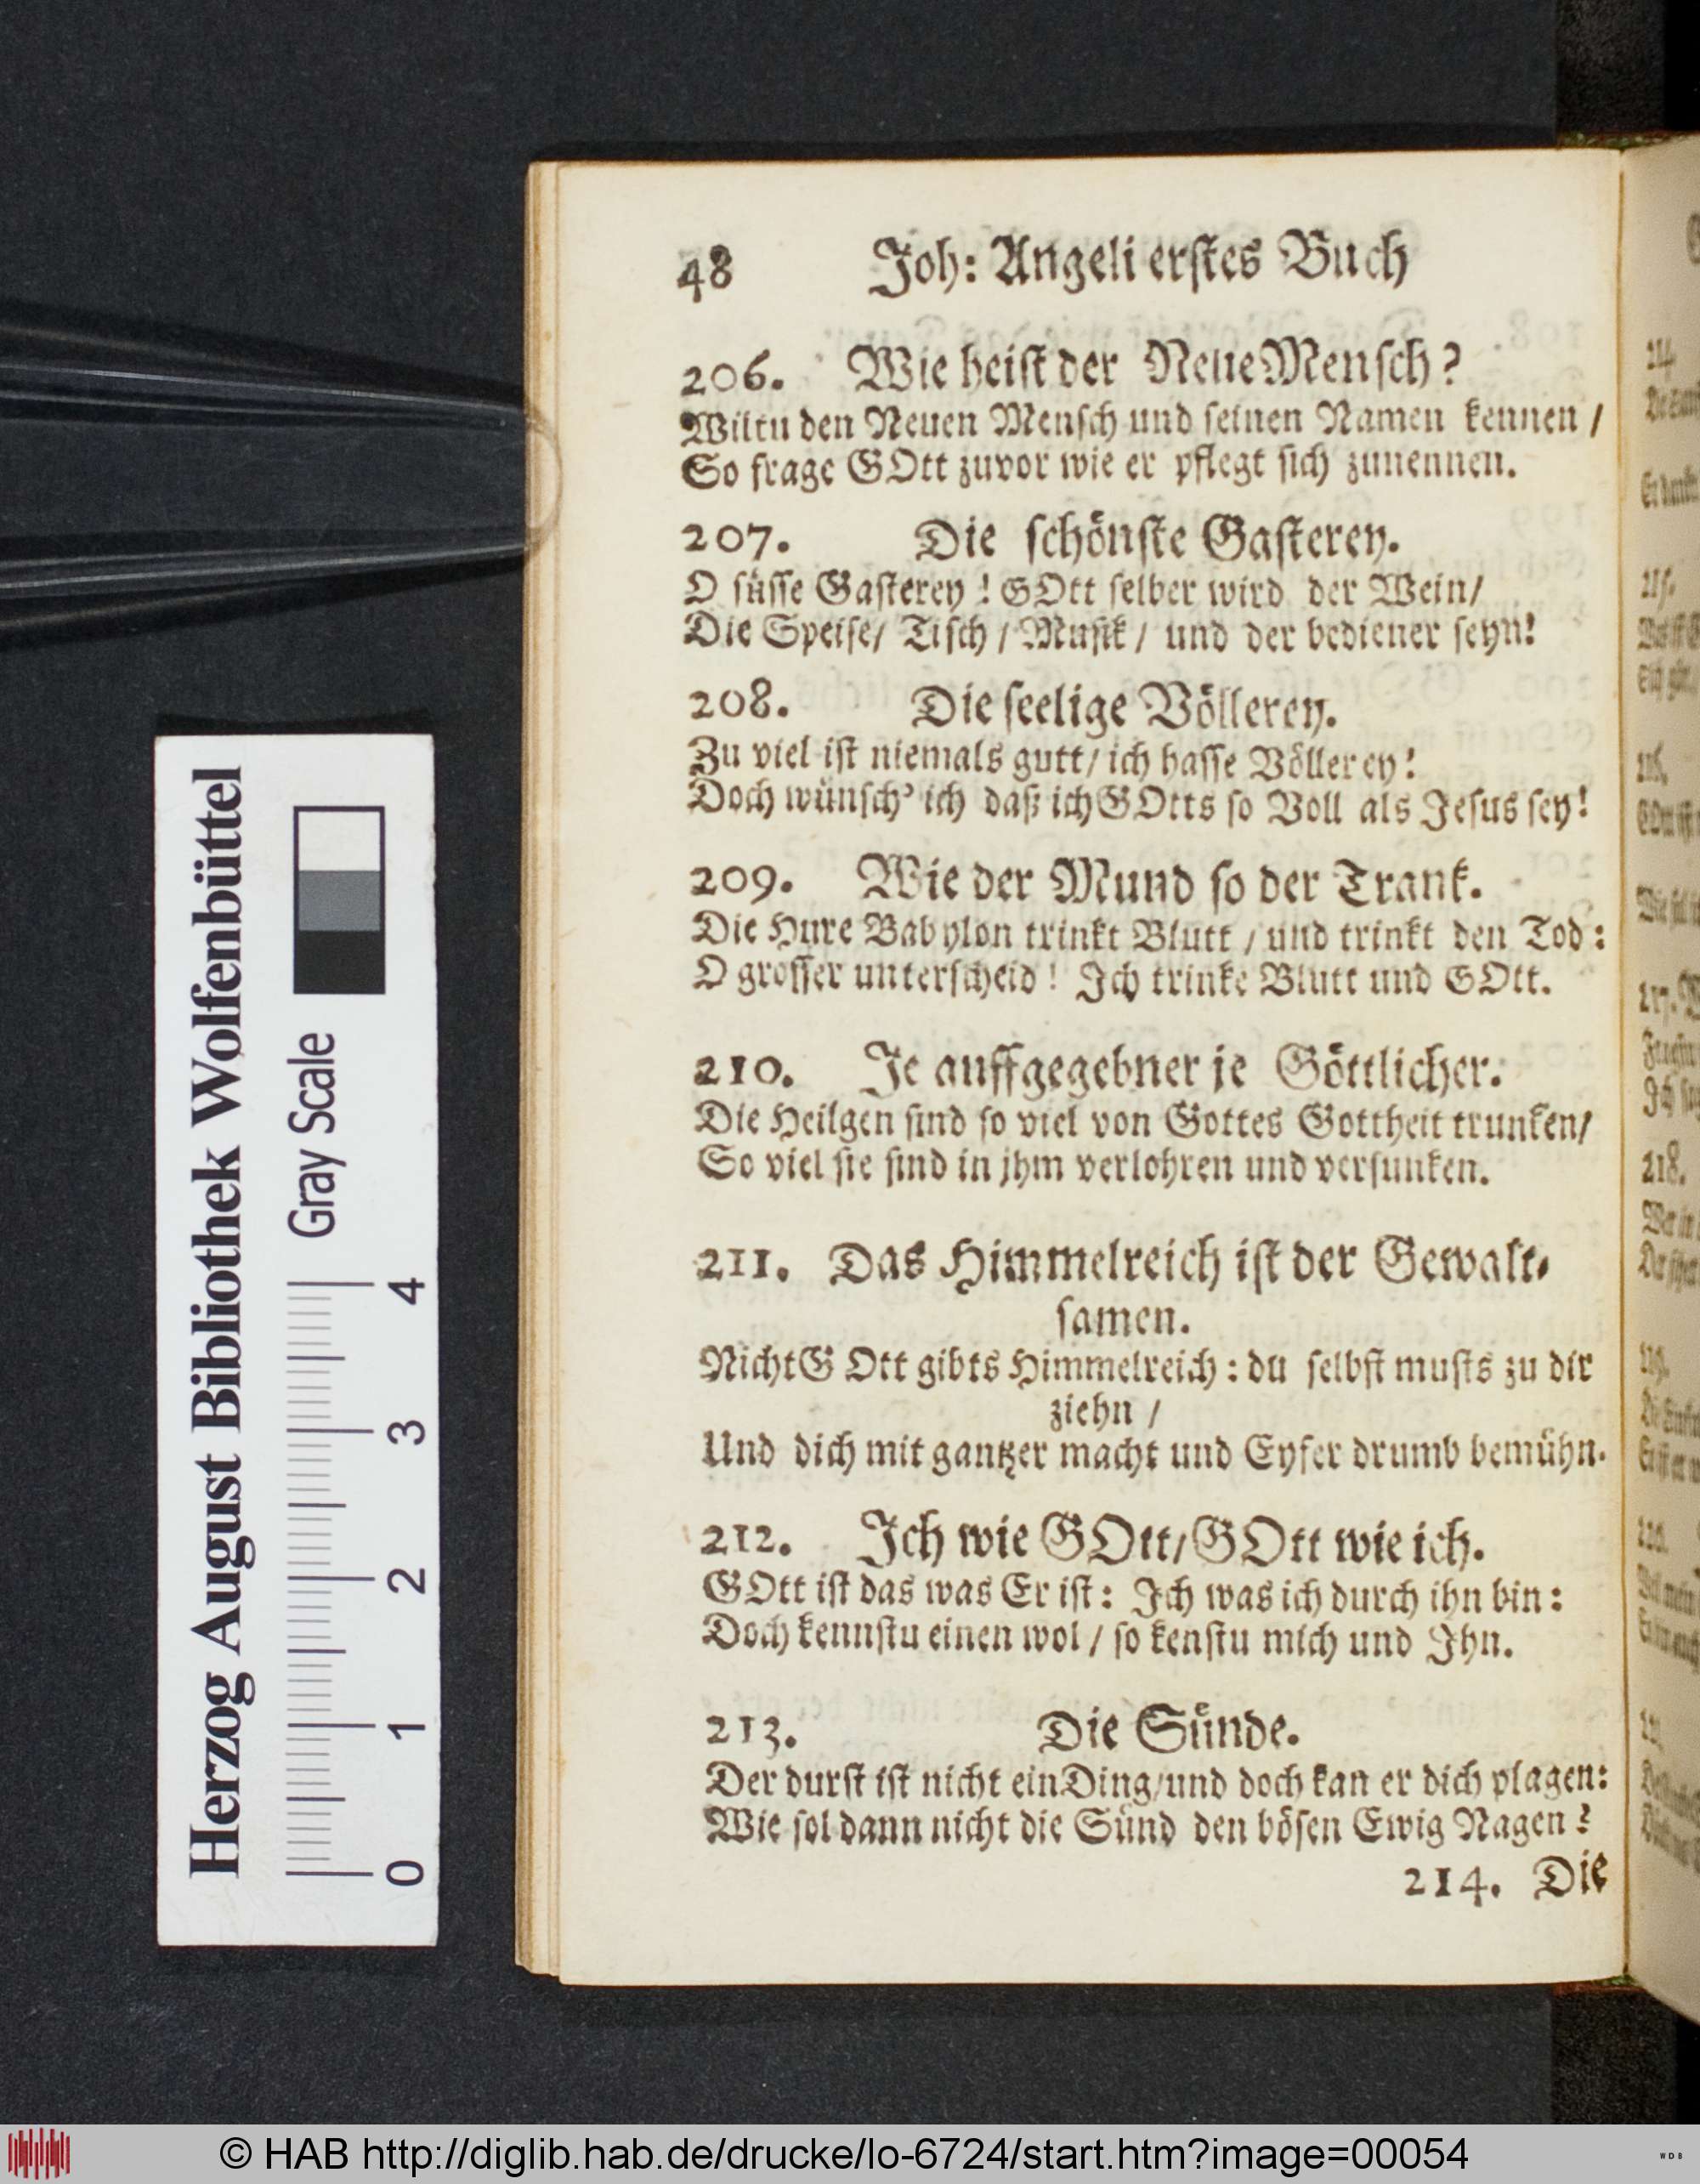 48 Joh: Angeli erstes Buch
206. Wie heist der Neue Mensch?
Wiltu den Neuen Mensch und seinen Namen kennen /
So frage GOtt zuvor wie er pflegt sich zunennen.
207. Die schönste Gasterey.
O süsse Gasterey! GOtt selber wird der Wein/
Die Speise/ Tisch / Musik / und der bediener seyn!
208. Die seelige Völlerey.
Zu viel ist niemals gutt/ ich hasse Völlerey!
Doch wünsch' ich daß ich GOtts so Voll als Jesus sey!
209. Wie der Mund so der Trank.
Die Hure Babylon trinkt Blutt / und trinkt den Tod:
O grosser unterscheid! Ich trinke Blutt und GOtt.
210. Je auffgegebner je Göttlicher.
Die Heilgen sind so viel von Gottes Gottheit trunken/
So viel sie sind in jhm verlohren und versunken.
211. Das Himmelreich ist der Gewalt-
samen.
Nicht GOtt gibts Himmelreich: du selbst musts zu dir
ziehn /
Und dich mit gantzer macht und Eyfer drumb bemühn.
212. Ich wie GOtt/ GOtt wie ich.
GOtt ist das was Er ist: Ich was ich durch ihn bin:
Doch kennstu einen wol / so kenstu mich und Ihn.
213. Die Sünde.
Der durst ist nicht ein Ding/und doch kan er dich plagen:
Wie sol dann nicht die Sünd den bösen Ewig Nagen?
214. Die
Herzog August Bibliothek Wolfenbüttel
Gray Scale
0 1 2 3 4
© HAB http://diglib.hab.de/drucke/lo-6724/start.htm?image=00054
WDB